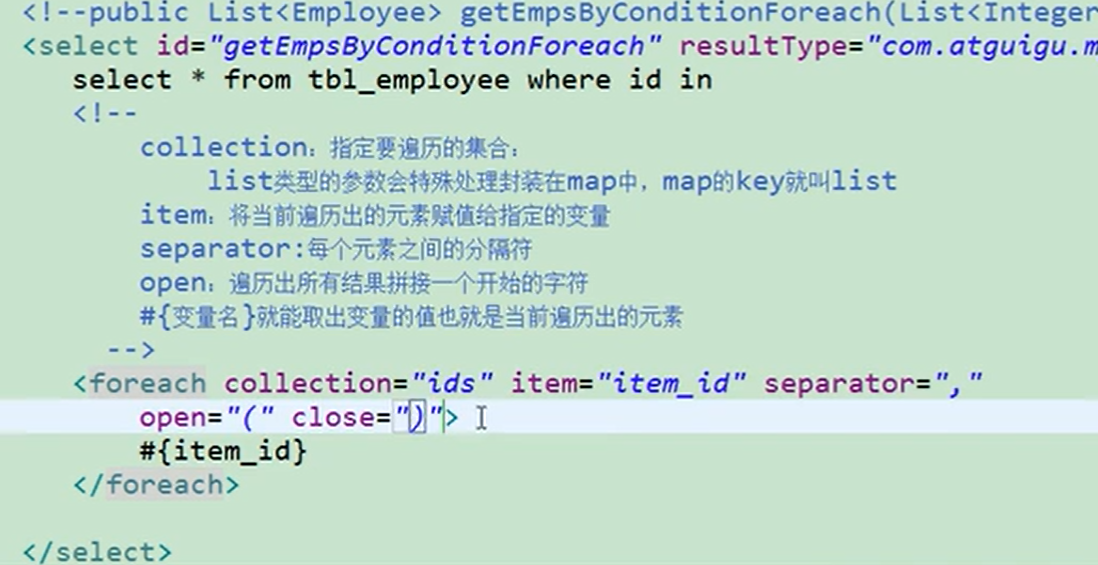 <!--public List<Employee> getEmpsByConditionForeach(List<Integer
<select id="getEmpsByConditionForeach" resultType="com.atguigu.m
select * from tbl_employee where id in
<!--
collection：指定要遍历的集合：
list类型的参数会特殊处理封装在map中，map的key就叫list
item：将当前遍历出的元素赋值给指定的变量
separator:每个元素之间的分隔符
open：遍历出所有结果拼接一个开始的字符
#{变量名}就能取出变量的值也就是当前遍历出的元素
-->
<foreach collection="ids" item="item_id" separator=","
open="(" close=")">
#{item_id}
</foreach>
</select>